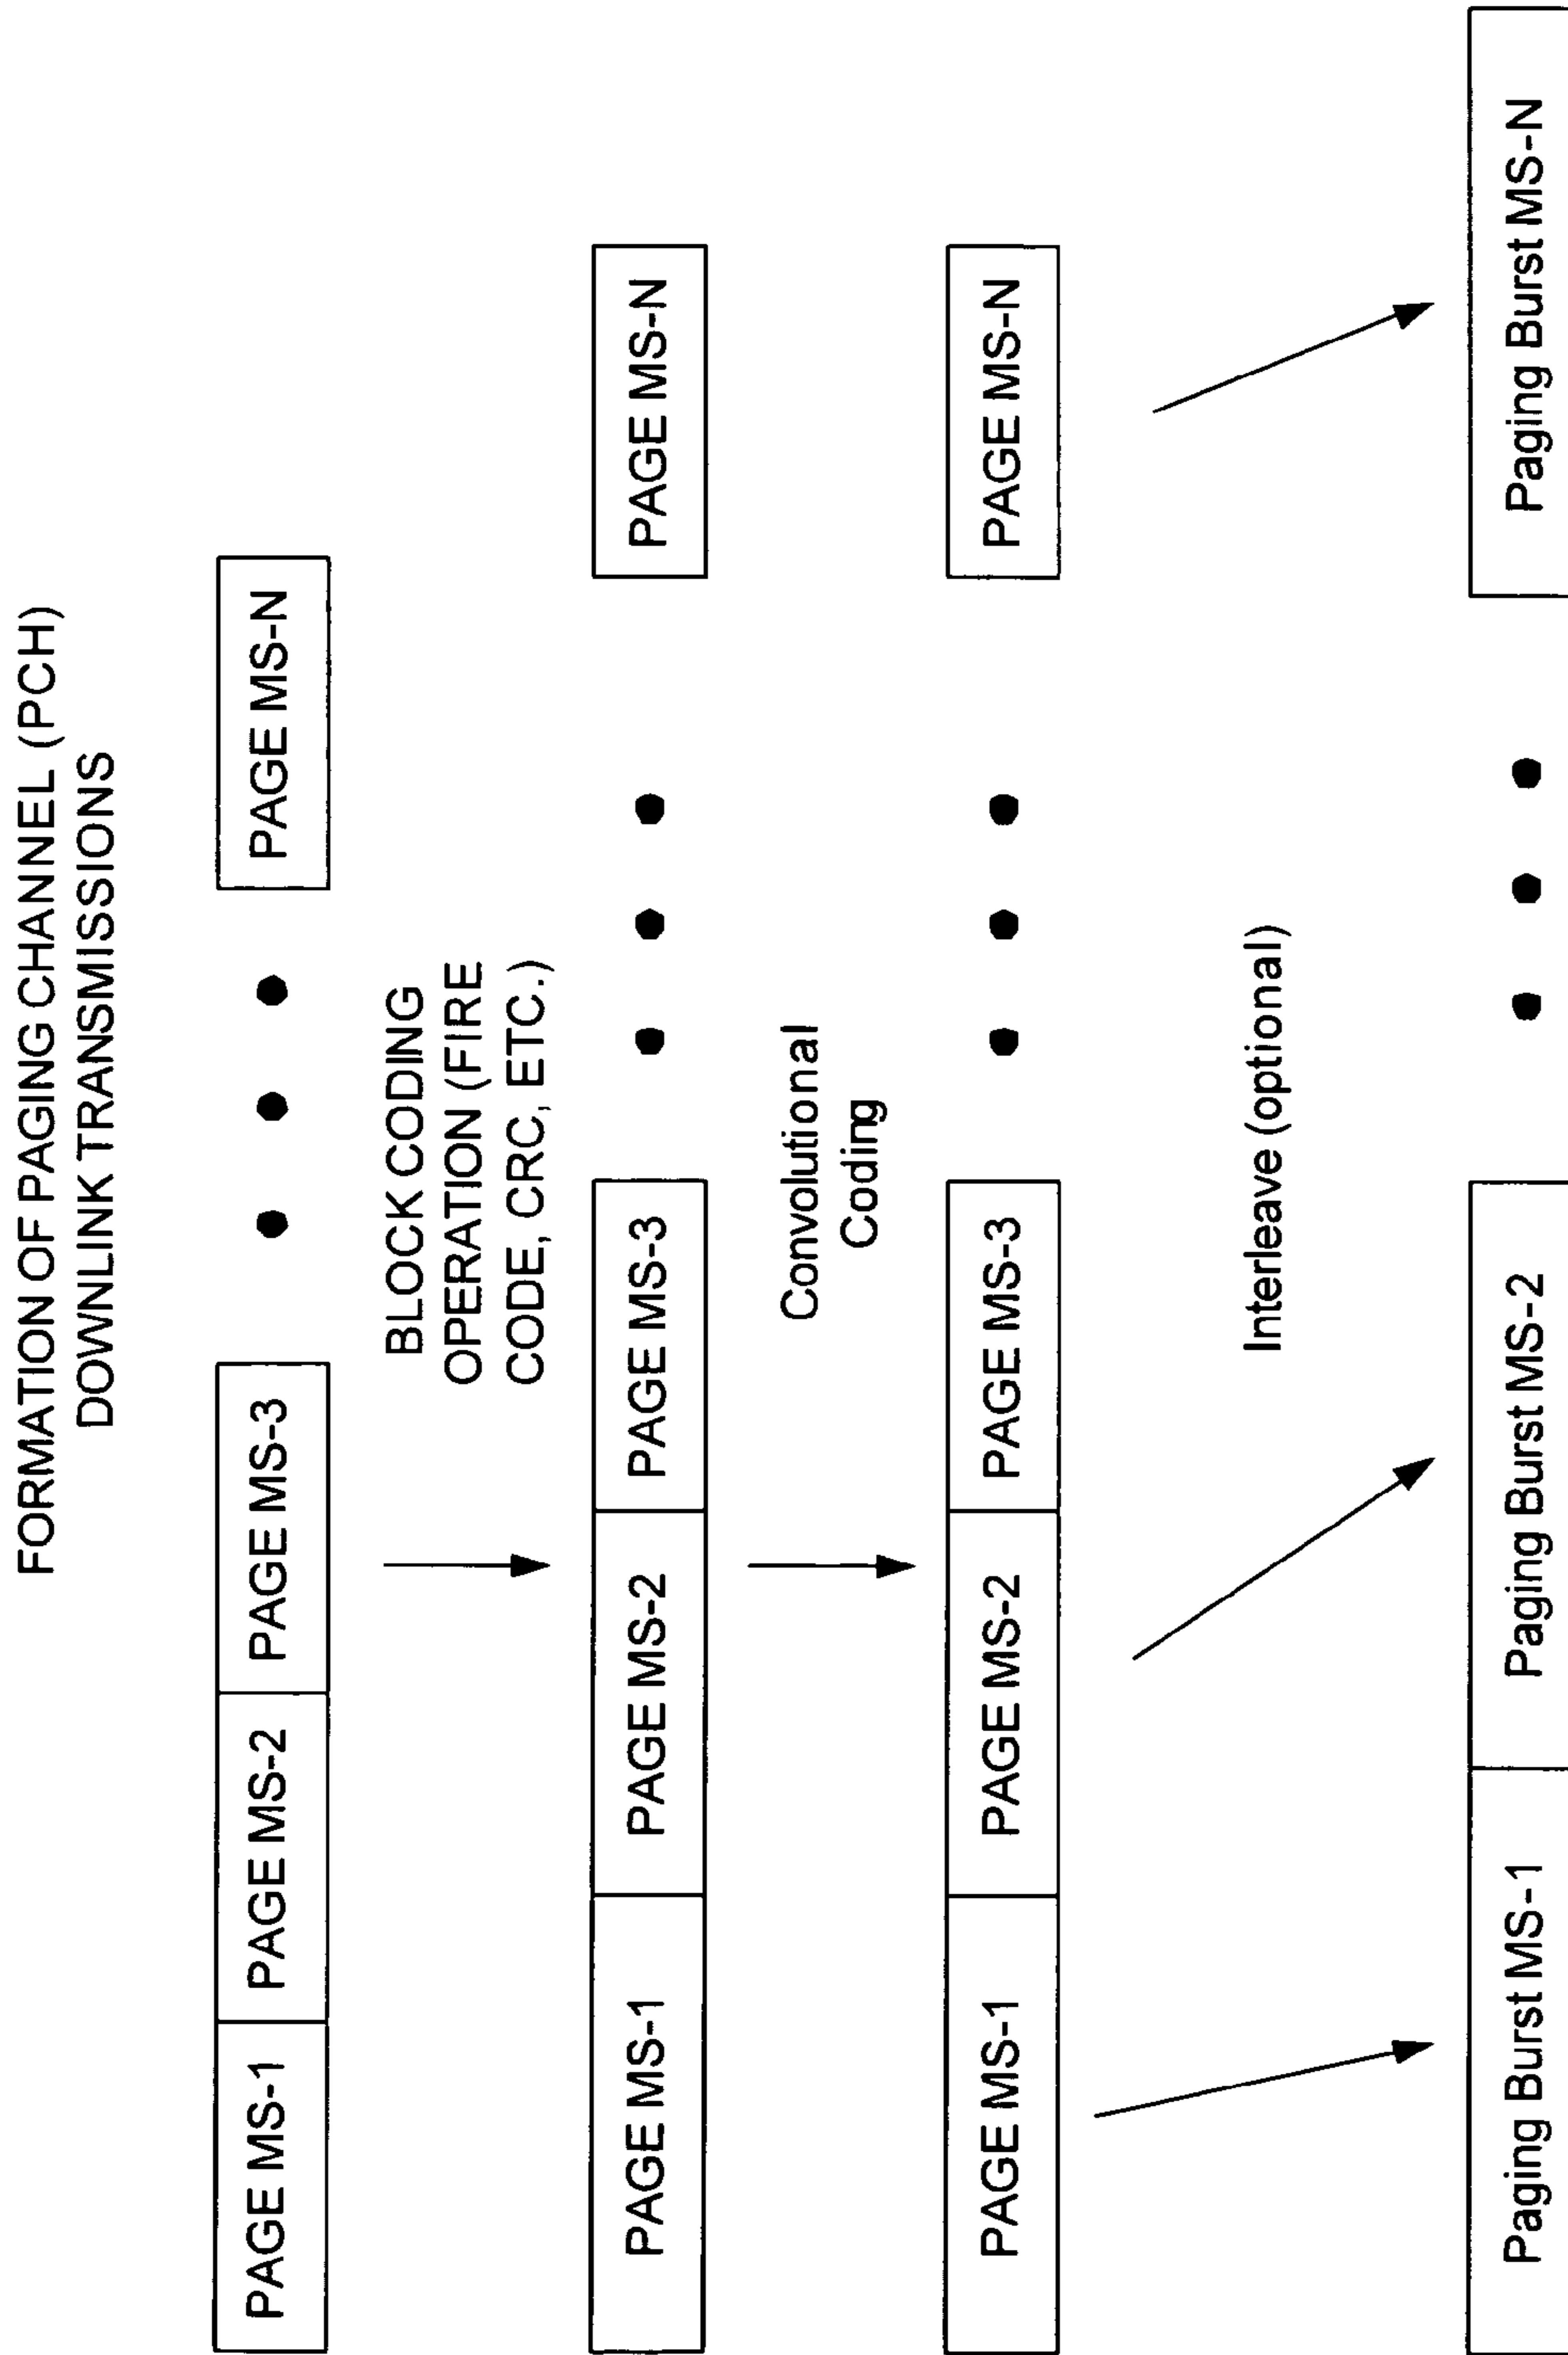 FORMATION OF PAGING CHANNEL (PCH)
DOWNLINK TRANSMISSIONS
PAGE MS-1
PAGE MS-2
PAGE MS-3
PAGE MS-N
BLOCK CODING
OPERATION (FIRE
CODE, CRC, ETC.)
PAGE MS-1
PAGE MS-2
PAGE MS-3
PAGE MS-N
Convolutional
Coding
PAGE MS-1
PAGE MS-2
PAGE MS-3
PAGE MS-N
Interleave (optional)
Paging Burst MS-1
Paging Burst MS-2
Paging Burst MS-N